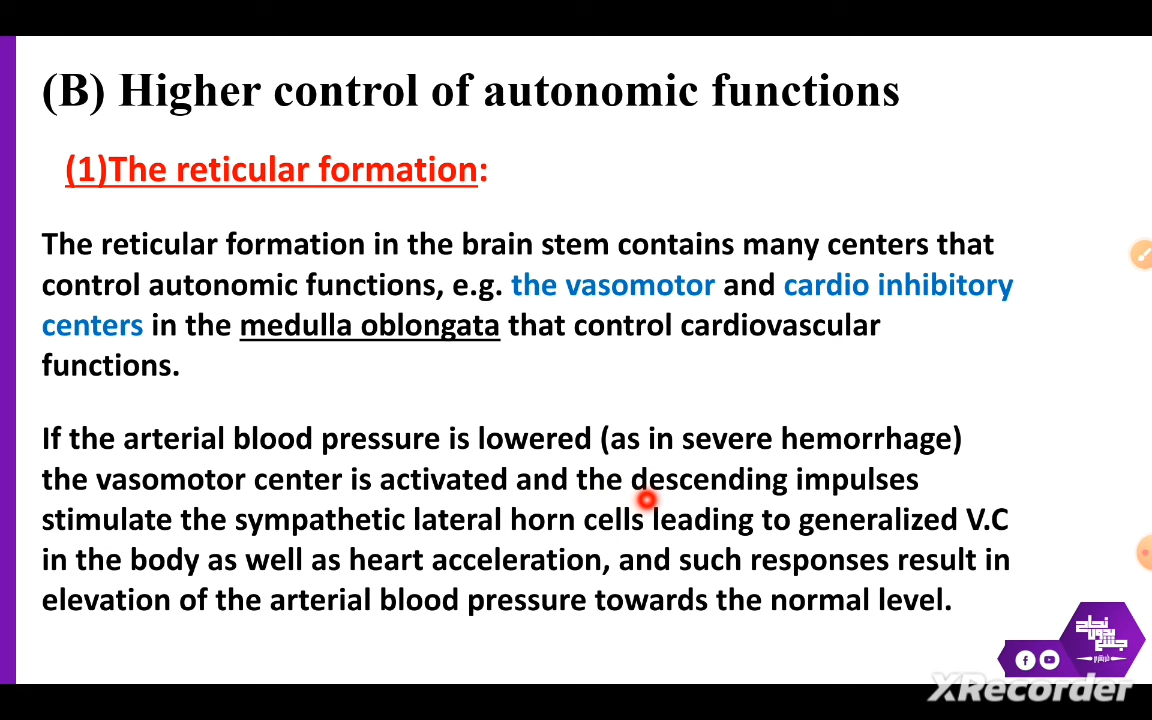 (B) Higher control of autonomic functions
(1)The reticular formation:
The reticular formation in the brain stem contains many centers that
control autonomic functions, e.g. the vasomotor and cardio inhibitory
centers in the medulla oblongata that control cardiovascular
functions.
If the arterial blood pressure is lowered (as in severe hemorrhage)
the vasomotor center is activated and the descending impulses
stimulate the sympathetic lateral horn cells leading to generalized V.C
in the body as well as heart acceleration, and such responses result in
elevation of the arterial blood pressure towards the normal level.
XRecorder